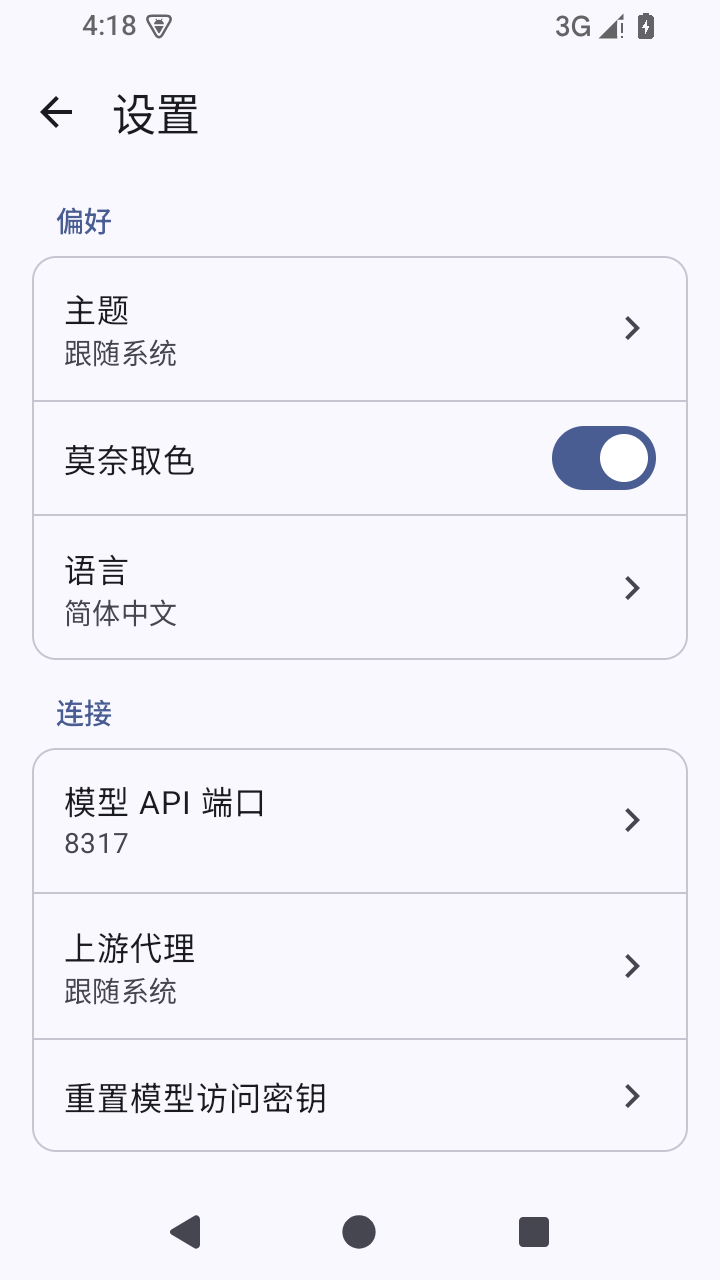 4:18
3G
设置
偏好
主题
跟随系统
莫奈取色
语言
简体中文
连接
模型 API 端口
8317
上游代理
跟随系统
重置模型访问密钥